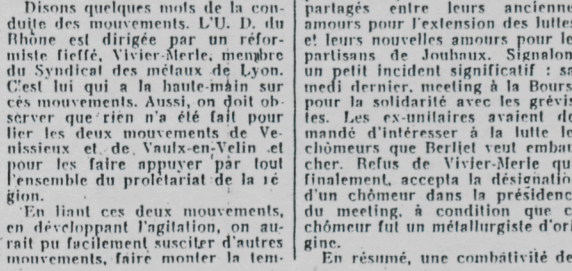 Disons quelques mots de la con-
duite des mouvements. L'U. D. du
Rhône est dirigée par un réfor-
miste fieffé, Vivier-Merle, membre
du Syndicat des métaux de Lyon.
C'est lui qui a la haute-main sur
ces mouvements. Aussi, on doit ob-
server que rien n'a été fait pour
lier les deux mouvements de Ve-
nissieux et de Vaulx-en-Velin et
pour les faire appuyer par tout
l'ensemble du prolétariat de la ré
gion.
En liant ces deux mouvements,
en développant l'agitation, on au-
rait pu facilement susciter d'autres
mouvements, faire monter la tem-
partagés entre leurs ancienne
amours pour l'extension des lutte
et leurs nouvelles amours pour le
partisans de Jouhaux. Signalon
un petit incident significatif : sa
medi dernier, meeting à la Bours
pour la solidarité avec les grévis
tes. Les ex-unitaires avaient de
mandé d'intéresser à la lutte le
chômeurs que Berliet veut embau
cher. Refus de Vivier-Merle qu
finalement, accepta la désignatio
d'un chômeur dans la présidenc
du meeting, à condition que c
chômeur fut un métallurgiste d'ori
gine.
En résumé, une combativité de